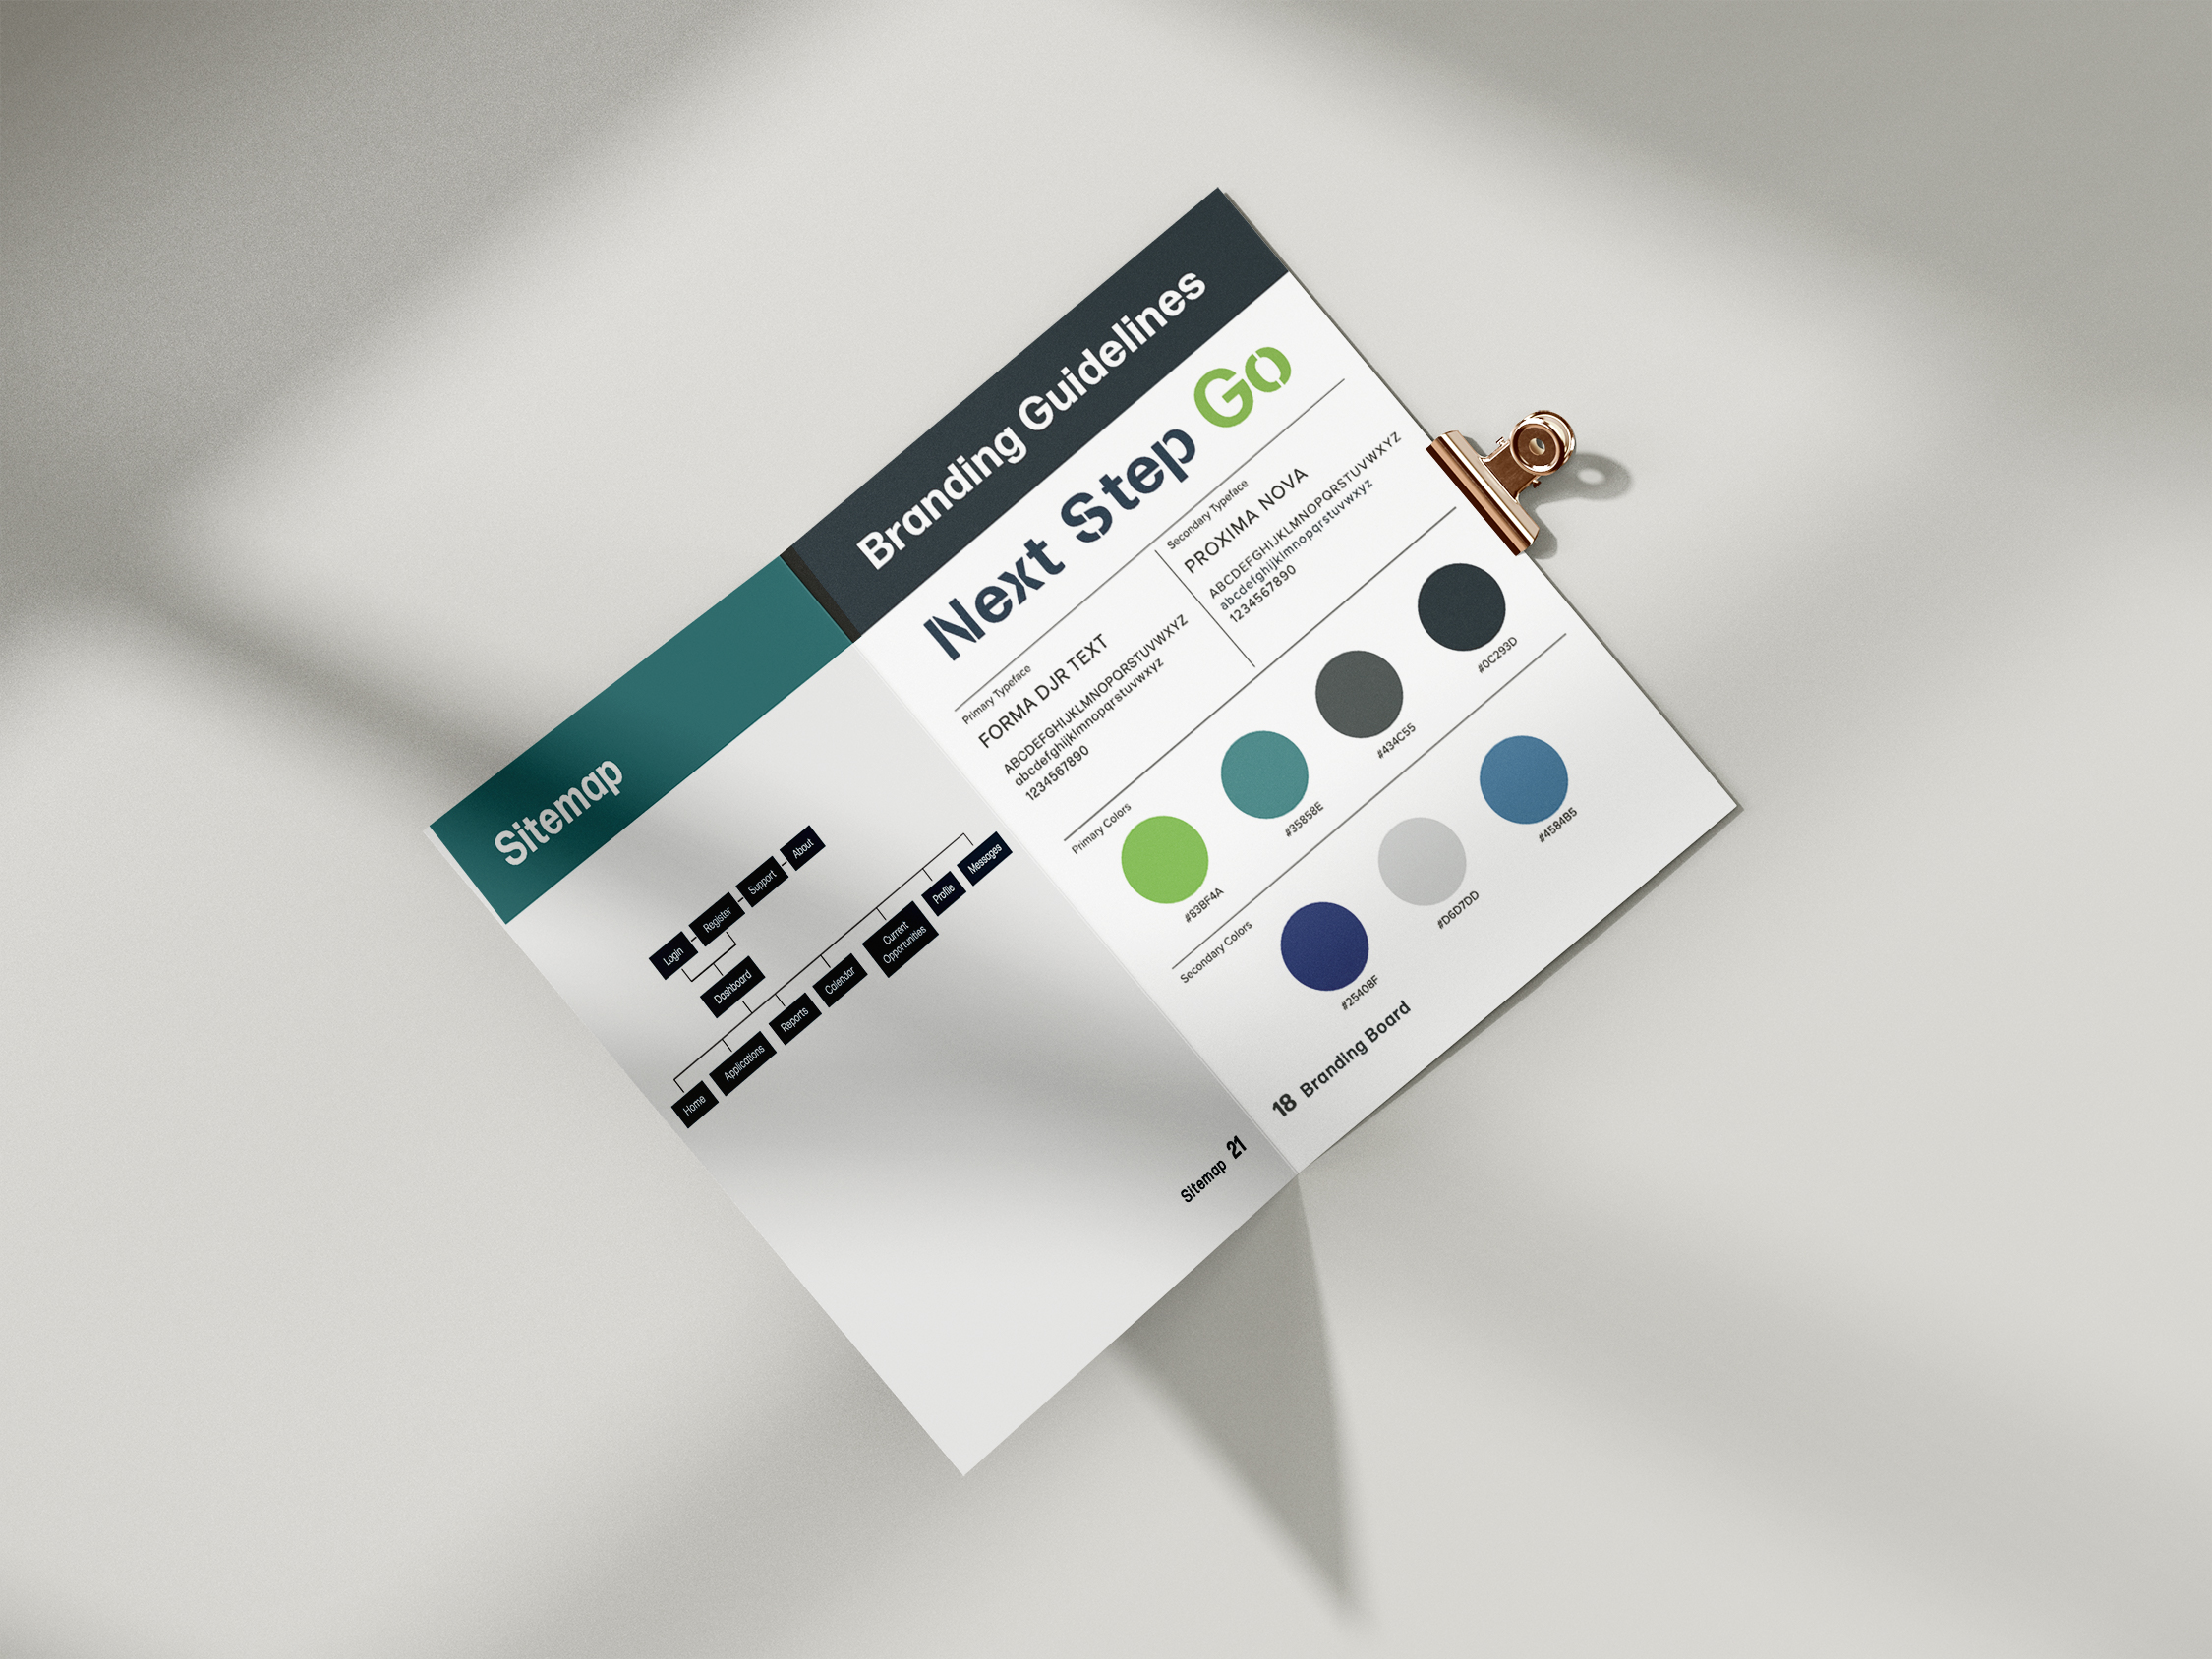 Sitemap
Login
Register
Support
About
Dashboard
Home
Applications
Reports
Calendar
Current
Opportunities
Profile
Messages
Sitemap 21
Branding Guidelines
Next Step Go
Primary Typeface
FORMA DJR TEXT
ABCDEFGHIJKLMNOPQRSTUVWXYZ
abcdefghijklmnopqrstuvwxyz
1234567890
Secondary Typeface
PROXIMA NOVA
ABCDEFGHIJKLMNOPQRSTUVWXYZ
abcdefghijklmnopqrstuvwxyz
1234567890
Primary Colors
#83BF4A
#35858E
#434C55
#0C293D
Secondary Colors
#25408F
#D6D7DD
#4584B5
18 Branding Board